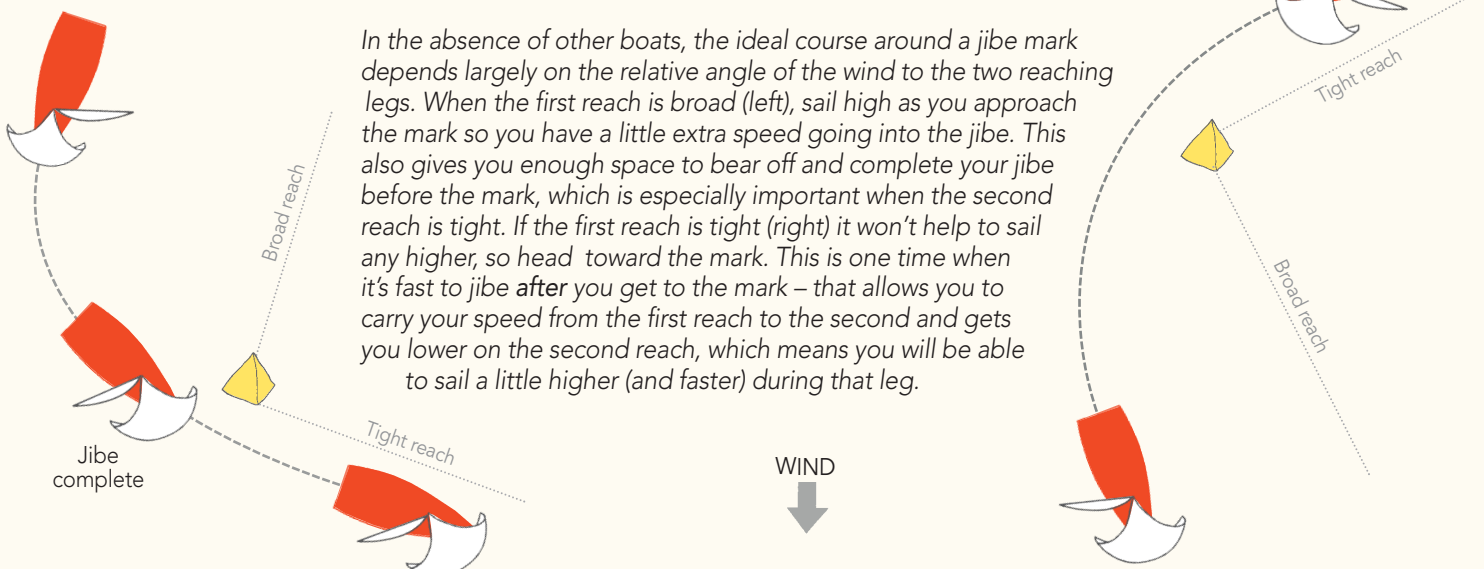 In the absence of other boats, the ideal course around a jibe mark
depends largely on the relative angle of the wind to the two reaching
legs. When the first reach is broad (left), sail high as you approach
the mark so you have a little extra speed going into the jibe. This
also gives you enough space to bear off and complete your jibe
before the mark, which is especially important when the second
reach is tight. If the first reach is tight (right) it won’t help to sail
any higher, so head toward the mark. This is one time when
it’s fast to jibe after you get to the mark – that allows you to
carry your speed from the first reach to the second and gets
you lower on the second reach, which means you will be able
to sail a little higher (and faster) during that leg.
Broad reach
Tight reach
Jibe
complete
WIND
Tight reach
Broad reach